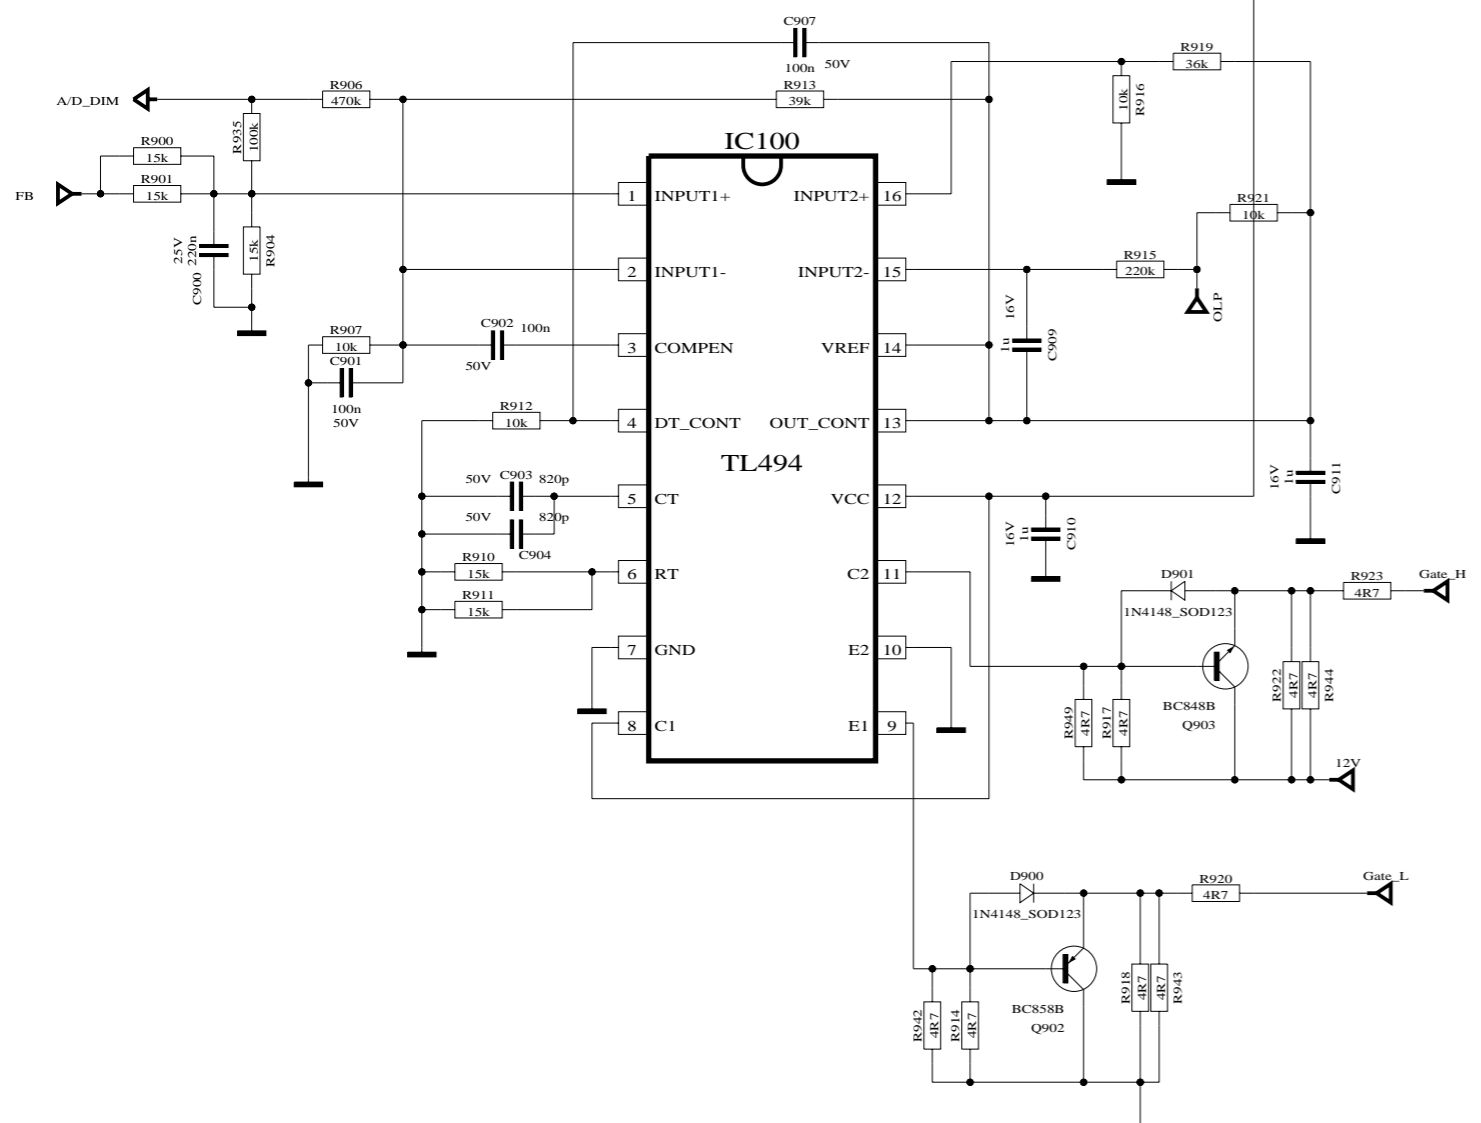 C907
100n 50V
R919
36k
10k
R916
A/D_DIM
R906
470k
R913
39k
R935
100k
R900
15k
FB
R901
15k
25V
220n
C900
15k
R904
IC100
TL494
1 INPUT1+
2 INPUT1-
3 COMPEN
4 DT_CONT
5 CT
6 RT
7 GND
8 C1
INPUT2+ 16
INPUT2- 15
VREF 14
OUT_CONT 13
VCC 12
C2 11
E2 10
E1 9
R921
10k
R915
220k
OLP
16V
1u
C909
R907
10k
C901
100n
50V
C902 100n
50V
R912
10k
50V C903 820p
50V 820p
C904
R910
15k
R911
15k
16V
1u
C911
16V
1u
C910
D901
1N4148_SOD123
R923
4R7
Gate_H
BC848B
Q903
R949
4R7
R917
4R7
R922
4R7
4R7
R944
12V
D900
1N4148_SOD123
R920
4R7
Gate_L
BC858B
Q902
R942
4R7
R914
4R7
R918
4R7
4R7
R943